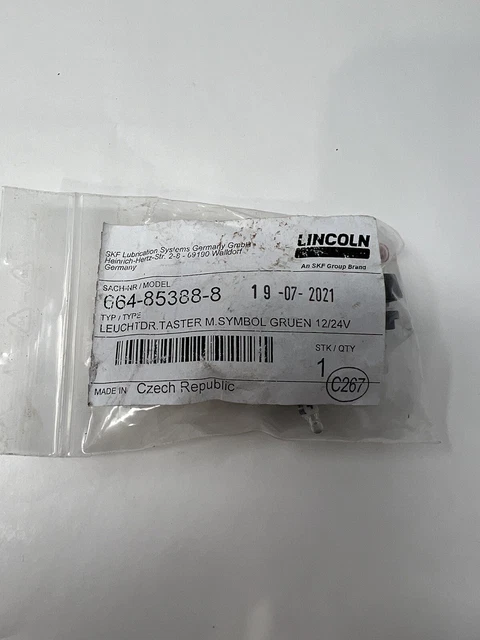 SKF Lubrication Systems Germany GmbH
Heinrich-Hertz-Str. 2-8 - 69190 Walldorf
Germany
LINCOLN
An SKF Group Brand
SACH-NR / MODEL
664-85388-8
19-07-2021
TYP / TYPE
LEUCHTDR.TASTER M.SYMBOL GRUEN 12/24V
STK / QTY
1
MADE IN Czech Republic
C267